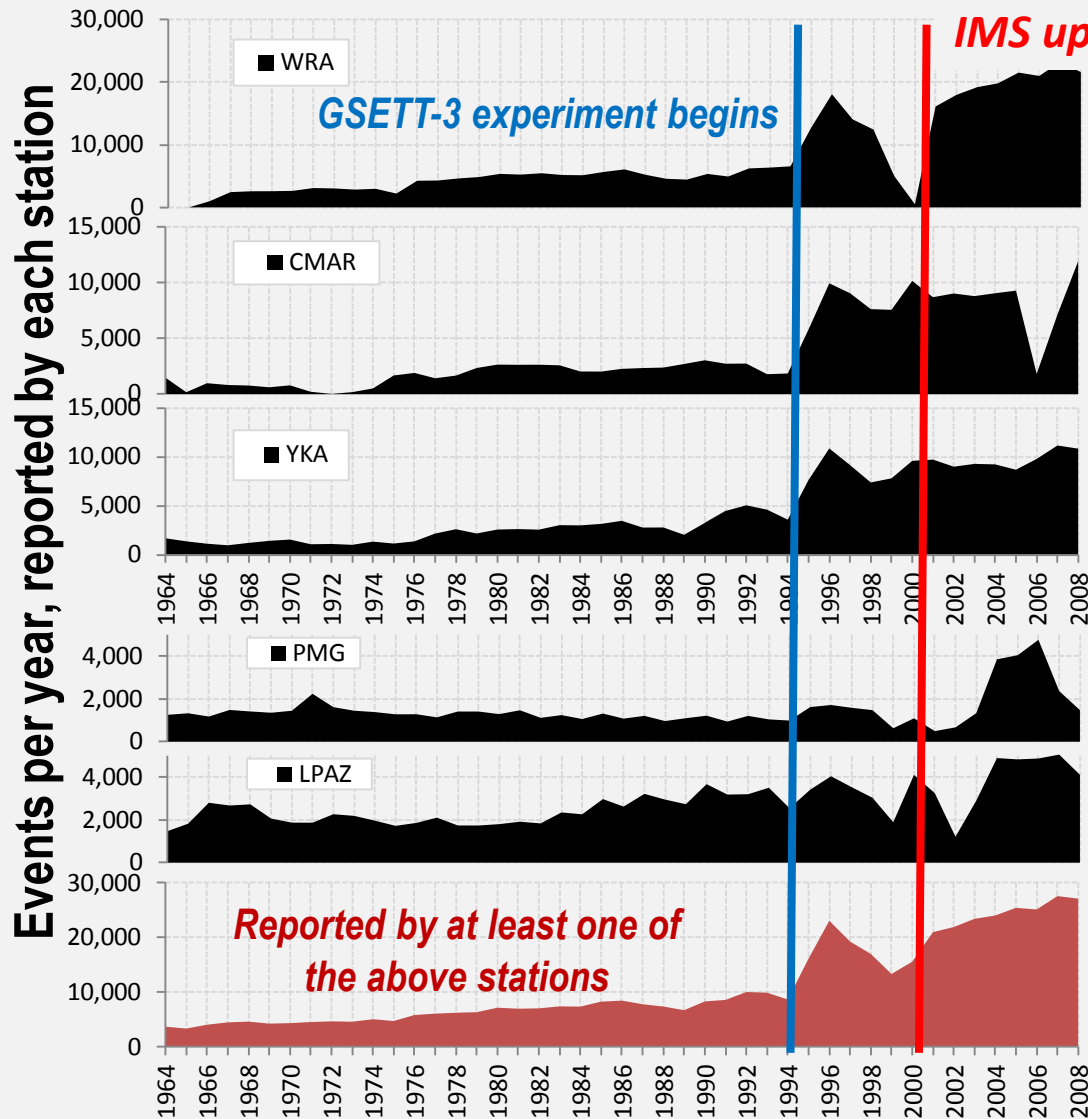 Events per year, reported by each station
IMS up
GSETT-3 experiment begins
WRA
30,000
20,000
10,000
0
CMAR
15,000
10,000
5,000
0
YKA
15,000
10,000
5,000
0
1964 1966 1968 1970 1972 1974 1976 1978 1980 1982 1984 1986 1988 1990 1992 1994 1996 1998 2000 2002 2004 2006 2008
PMG
4,000
2,000
0
LPAZ
4,000
2,000
0
Reported by at least one of
the above stations
30,000
20,000
10,000
0
1964 1966 1968 1970 1972 1974 1976 1978 1980 1982 1984 1986 1988 1990 1992 1994 1996 1998 2000 2002 2004 2006 2008